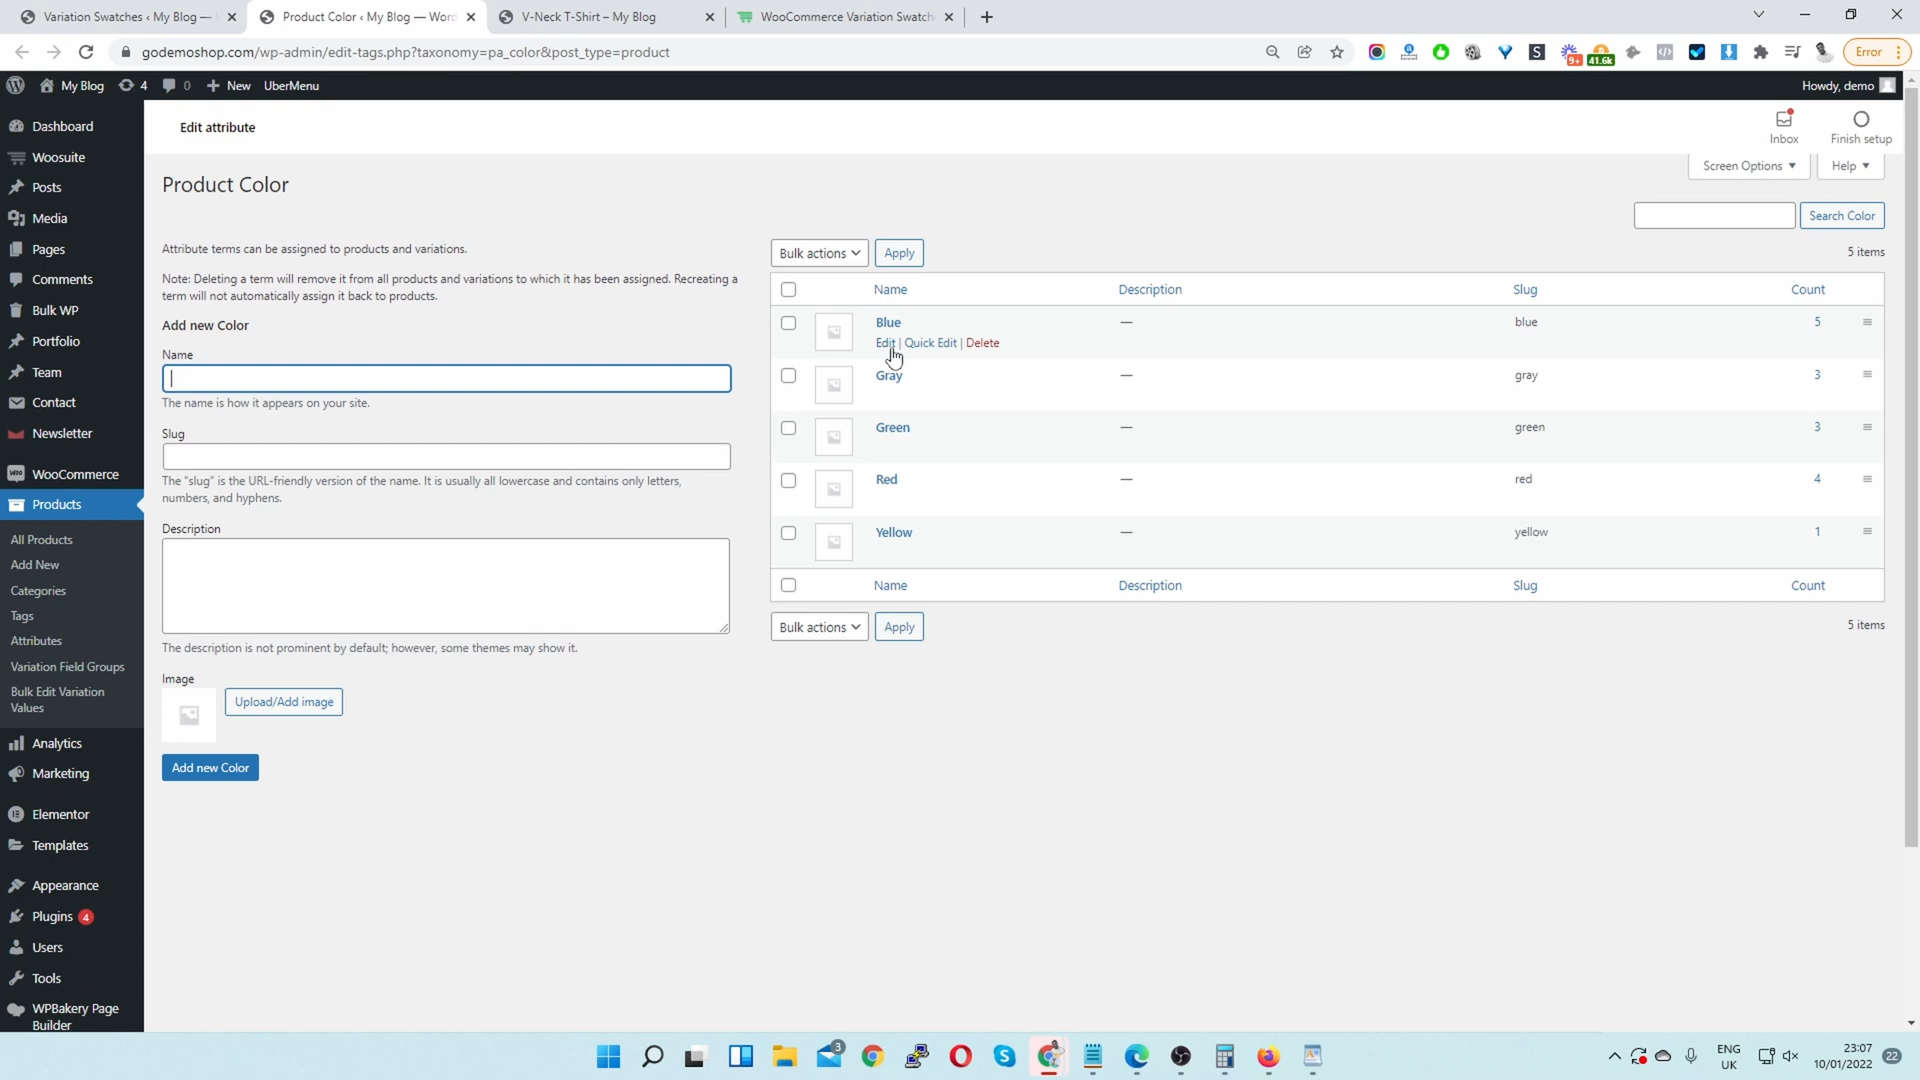 Variation Swatches ‹ My Blog —
Product Color ‹ My Blog — Word
V-Neck T-Shirt – My Blog
WooCommerce Variation Swatch
godemoshop.com/wp-admin/edit-tags.php?taxonomy=pa_color&post_type=product
9+
41.6k
Error
My Blog
4
0
New
UberMenu
Howdy, demo
Dashboard
Woosuite
Posts
Media
Pages
Comments
Bulk WP
Portfolio
Team
Contact
Newsletter
WooCommerce
Products
All Products
Add New
Categories
Tags
Attributes
Variation Field Groups
Bulk Edit Variation
Values
Analytics
Marketing
Elementor
Templates
Appearance
Plugins 4
Users
Tools
WPBakery Page
Builder
Edit attribute
Inbox
Finish setup
Screen Options
Help
Product Color
Search Color
Attribute terms can be assigned to products and variations.
Note: Deleting a term will remove it from all products and variations to which it has been assigned. Recreating a
term will not automatically assign it back to products.
Add new Color
Name
The name is how it appears on your site.
Slug
The “slug” is the URL-friendly version of the name. It is usually all lowercase and contains only letters,
numbers, and hyphens.
Description
The description is not prominent by default; however, some themes may show it.
Image
Upload/Add image
Add new Color
Bulk actions
Apply
5 items
Name Description Slug Count
Blue — blue 5
Edit | Quick Edit | Delete
Gray — gray 3
Green — green 3
Red — red 4
Yellow — yellow 1
Name Description Slug Count
Bulk actions
Apply
5 items
3
ENG
UK
23:07
10/01/2022
22